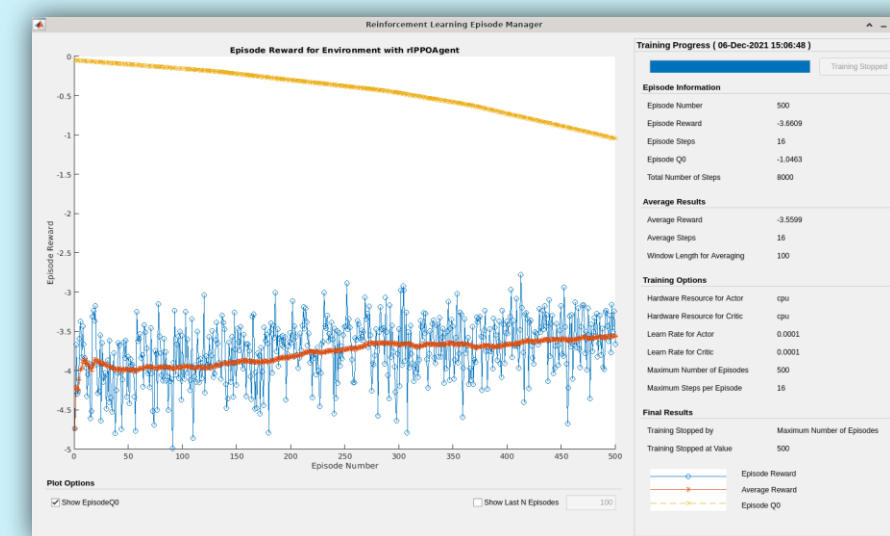 Reinforcement Learning Episode Manager
Episode Reward for Environment with rlPPOAgent
0
-0.5
-1
-1.5
-2
-2.5
-3
-3.5
-4
-4.5
-5
Episode Reward
0 50 100 150 200 250 300 350 400 450 500
Episode Number
Plot Options
Show EpisodeQ0
Show Last N Episodes 100
Training Progress ( 06-Dec-2021 15:06:48 )
Training Stopped
Episode Information
Episode Number 500
Episode Reward -3.6609
Episode Steps 16
Episode Q0 -1.0463
Total Number of Steps 8000
Average Results
Average Reward -3.5599
Average Steps 16
Window Length for Averaging 100
Training Options
Hardware Resource for Actor cpu
Hardware Resource for Critic cpu
Learn Rate for Actor 0.0001
Learn Rate for Critic 0.0001
Maximum Number of Episodes 500
Maximum Steps per Episode 16
Final Results
Training Stopped by Maximum Number of Episodes
Training Stopped at Value 500
Episode Reward
Average Reward
Episode Q0